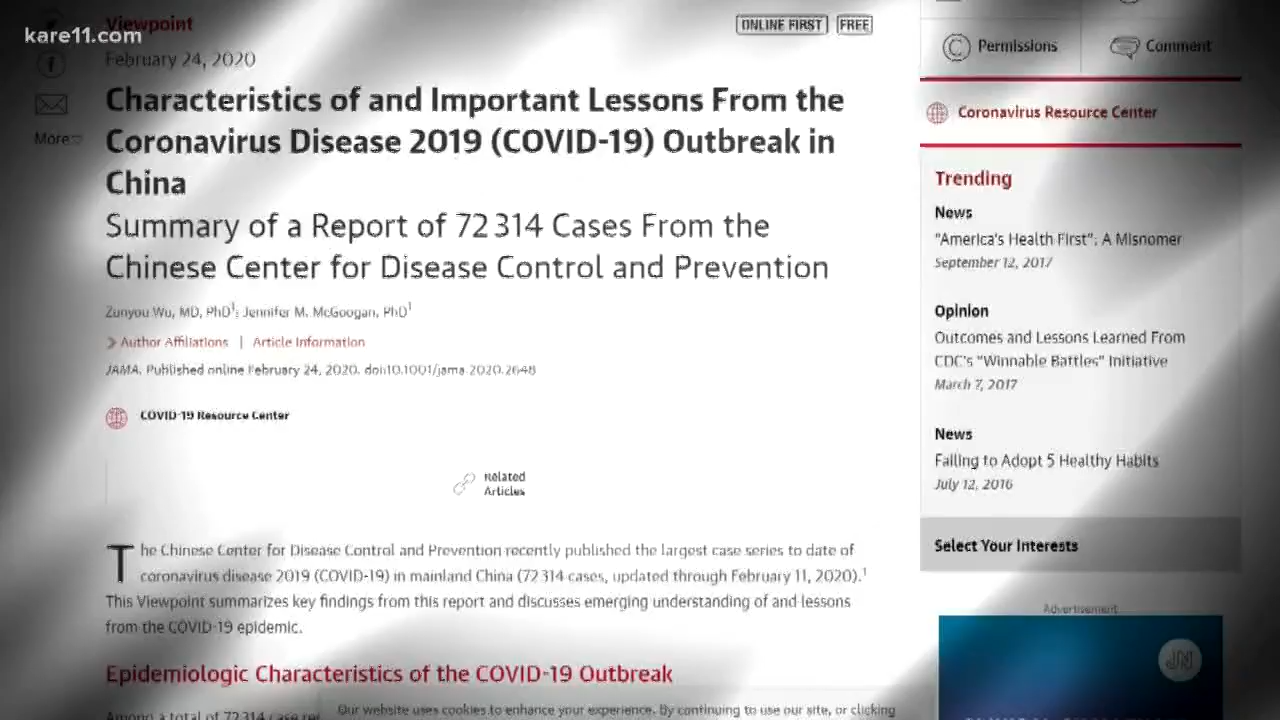 kare11.com
Viewpoint
ONLINE FIRST FREE
February 24, 2020
More
Characteristics of and Important Lessons From the
Coronavirus Disease 2019 (COVID-19) Outbreak in
China
Summary of a Report of 72 314 Cases From the
Chinese Center for Disease Control and Prevention
Zunyou Wu, MD, PhD1; Jennifer M. McGoogan, PhD1
Author Affiliations | Article Information
JAMA. Published online February 24, 2020. doi:10.1001/jama.2020.2648
COVID-19 Resource Center
Related
Articles
The Chinese Center for Disease Control and Prevention recently published the largest case series to date of
coronavirus disease 2019 (COVID-19) in mainland China (72 314 cases, updated through February 11, 2020).1
This Viewpoint summarizes key findings from this report and discusses emerging understanding of and lessons
from the COVID-19 epidemic.
Epidemiologic Characteristics of the COVID-19 Outbreak
Among a total of 72 314 case
Our website uses cookies to enhance your experience. By continuing to use our site, or clicking
Permissions
Comment
Coronavirus Resource Center
Trending
News
"America's Health First": A Misnomer
September 12, 2017
Opinion
Outcomes and Lessons Learned From
CDC's "Winnable Battles" Initiative
March 7, 2017
News
Failing to Adopt 5 Healthy Habits
July 12, 2016
Select Your Interests
Advertisement
JN